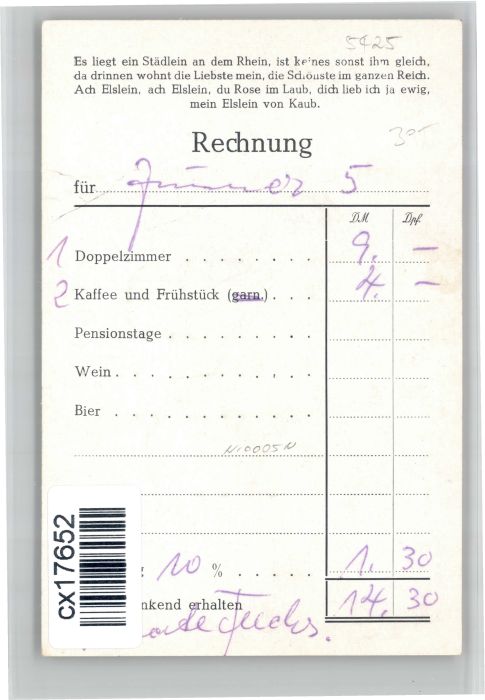 5425
Es liegt ein Städlein an dem Rhein, ist keines sonst ihm gleich,
da drinnen wohnt die Liebste mein, die Schönste im ganzen Reich.
Ach Elslein, ach Elslein, du Rose im Laub, dich lieb ich ja ewig,
mein Elslein von Kaub.
30-
Rechnung
für Zimmer 5
DM Dpf.
1 Doppelzimmer . . . . . . . 9. —
2 Kaffee und Frühstück (garn.) . . . 4. —
Pensionstage . . . . . . . .
Wein . . . . . . . . . . .
Bier . . . . . . . . . . .
N10005N
10 % . . . . . 1. 30
nkend erhalten 14. 30
Fuchs.
cx17652